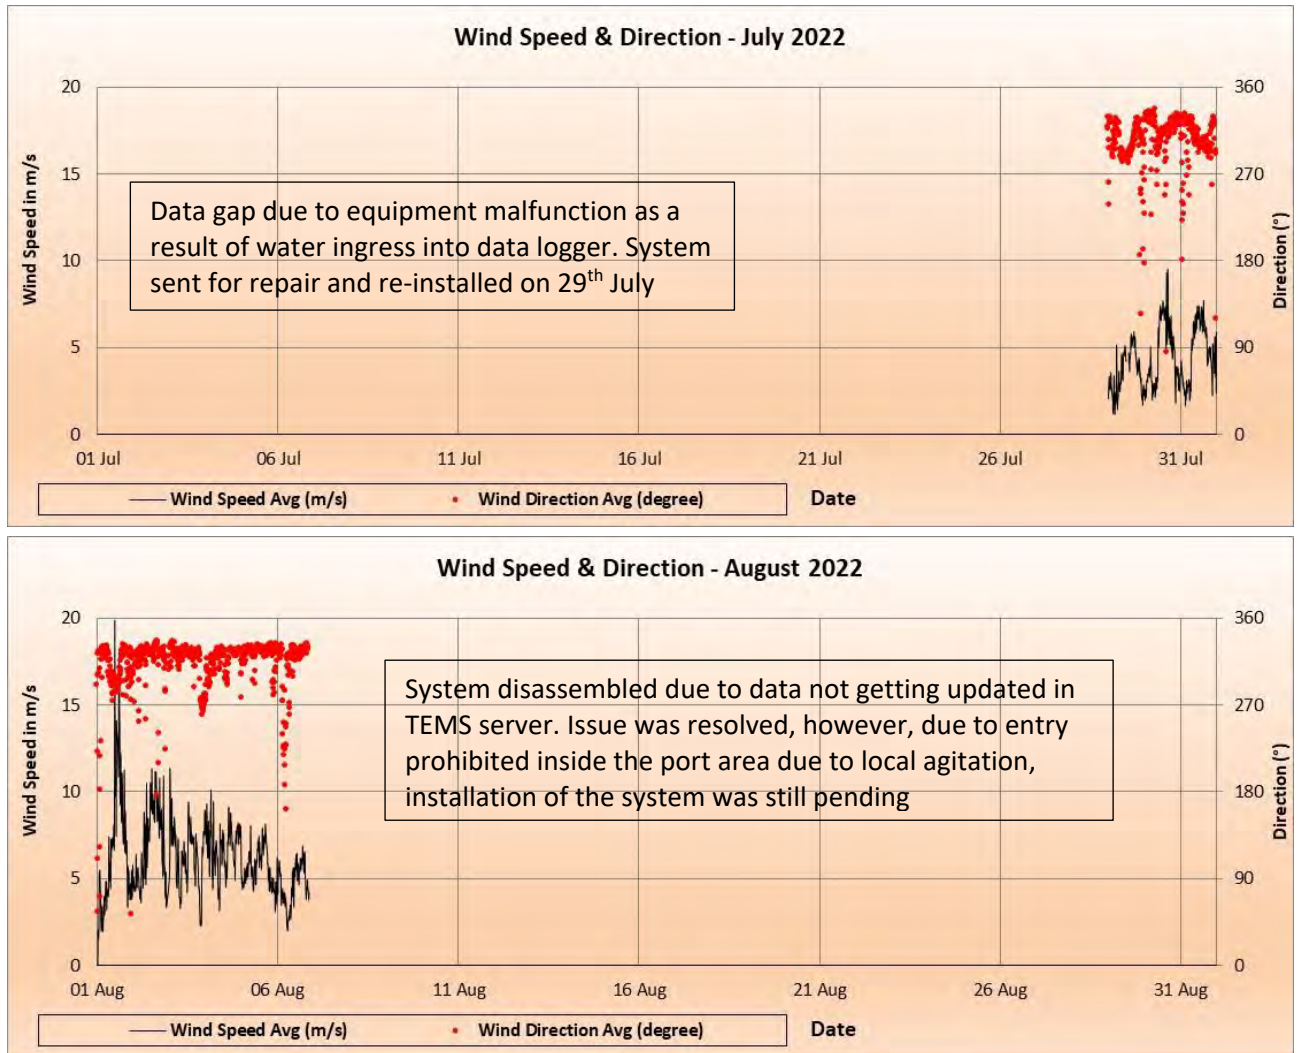 Wind Speed & Direction - July 2022
20
15
10
5
0
Wind Speed in m/s
360
270
180
90
0
Direction (°)
Data gap due to equipment malfunction as a
result of water ingress into data logger. System
sent for repair and re-installed on 29th July
01 Jul
06 Jul
11 Jul
16 Jul
21 Jul
26 Jul
31 Jul
Wind Speed Avg (m/s)
Wind Direction Avg (degree)
Date
Wind Speed & Direction - August 2022
20
15
10
5
0
Wind Speed in m/s
360
270
180
90
0
Direction (°)
System disassembled due to data not getting updated in
TEMS server. Issue was resolved, however, due to entry
prohibited inside the port area due to local agitation,
installation of the system was still pending
01 Aug
06 Aug
11 Aug
16 Aug
21 Aug
26 Aug
31 Aug
Wind Speed Avg (m/s)
Wind Direction Avg (degree)
Date